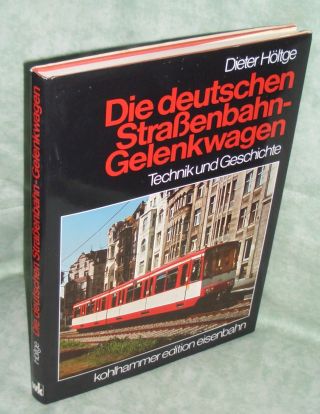 Dieter Höltge
Die deutschen
Straßenbahn-
Gelenkwagen
Technik und Geschichte
kohlhammer edition eisenbahn
höltge Die deutschen Straßenbahn-Gelenkwagen